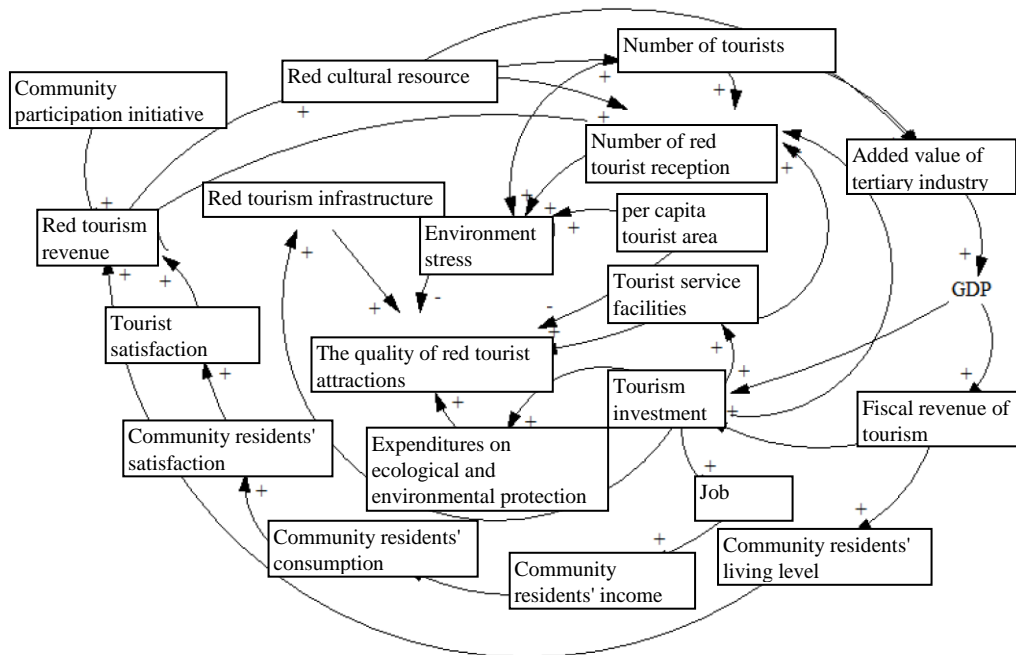 Number of tourists
Red cultural resource
Community
participation initiative
Number of red
tourist reception
Added value of
tertiary industry
Red tourism infrastructure
per capita
tourist area
Red tourism
revenue
Environment
stress
Tourist service
facilities
GDP
Tourist
satisfaction
The quality of red tourist
attractions
Tourism
investment
Fiscal revenue of
tourism
Community residents'
satisfaction
Expenditures on
ecological and
environmental protection
Job
Community residents'
consumption
Community residents'
living level
Community
residents' income